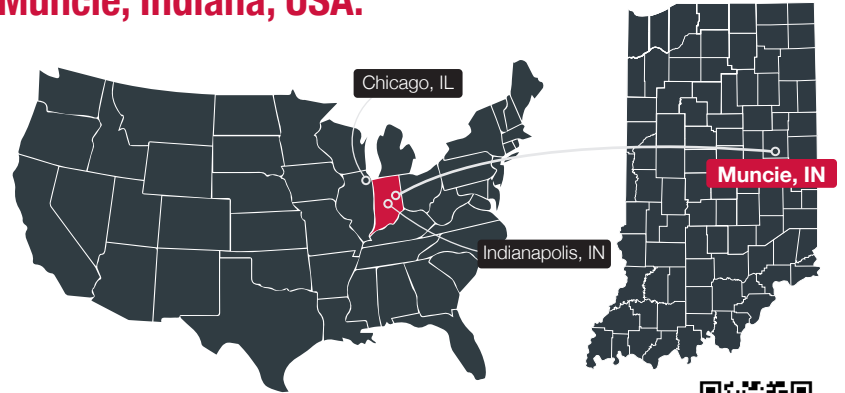 Muncie, Indiana, USA.
Chicago, IL
Muncie, IN
Indianapolis, IN